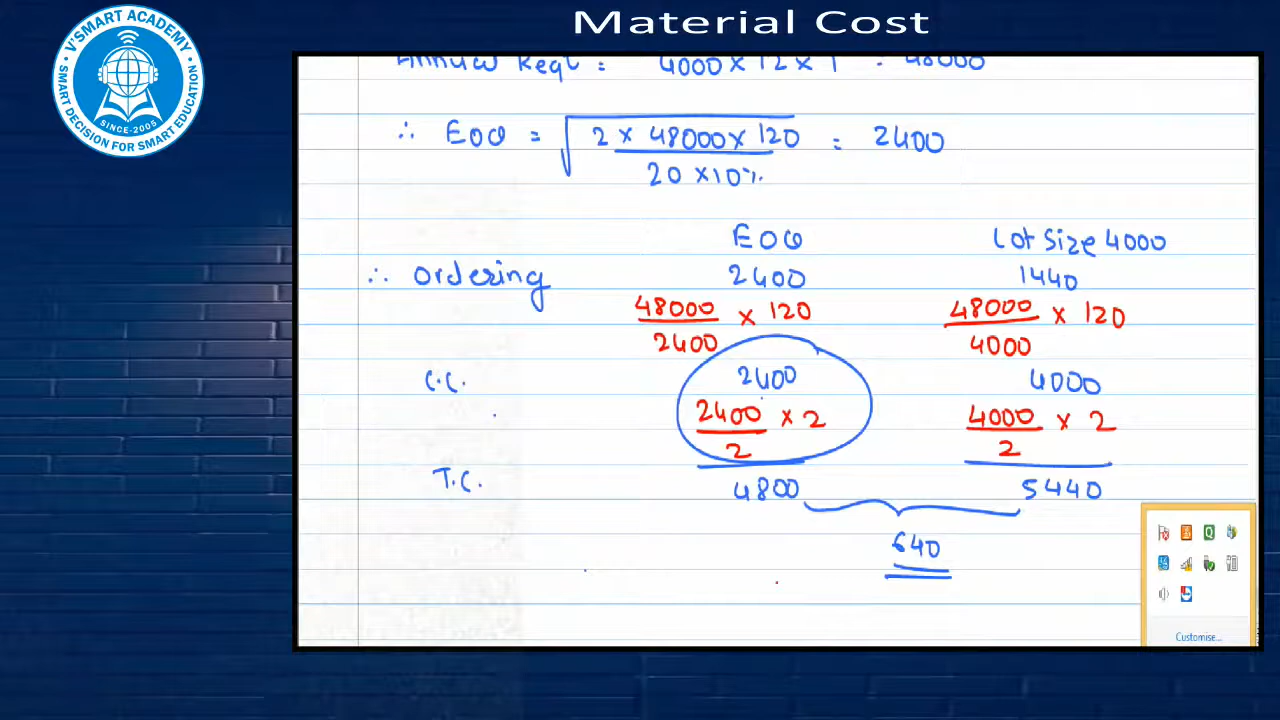 Material Cost
V'SMART ACADEMY
SINCE-2005
SMART DECISION FOR SMART EDUCATION
Annual Reqt = 4000 × 12 × 1 = 48000
∴ EOQ = √ 2 × 48000 × 120 = 2400
20 × 10%
EOQ Lot Size 4000
∴ Ordering 2400 1440
48000 × 120 48000 × 120
2400 4000
C.C. 2400 4000
2400 × 2 4000 × 2
2 2
T.C. 4800 5440
640
Customise...